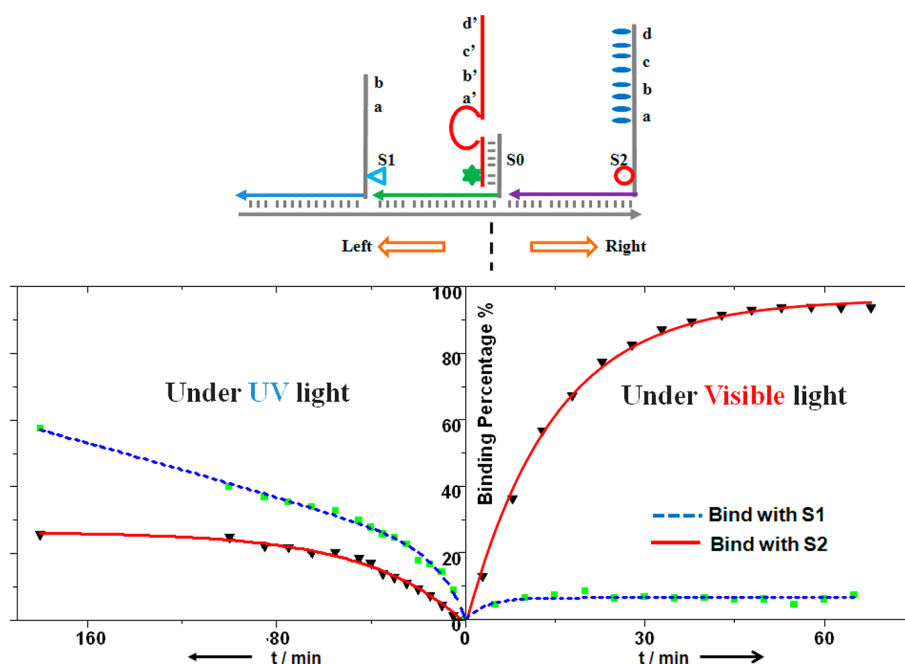 d'
c'
b'
a'
b
a
d
c
b
a
S1
S0
S2
Left
Right
100
80
60
40
20
0
Binding Percentage %
Under UV light
Under Visible light
Bind with S1
Bind with S2
160
80
0
30
60
t / min
t / min